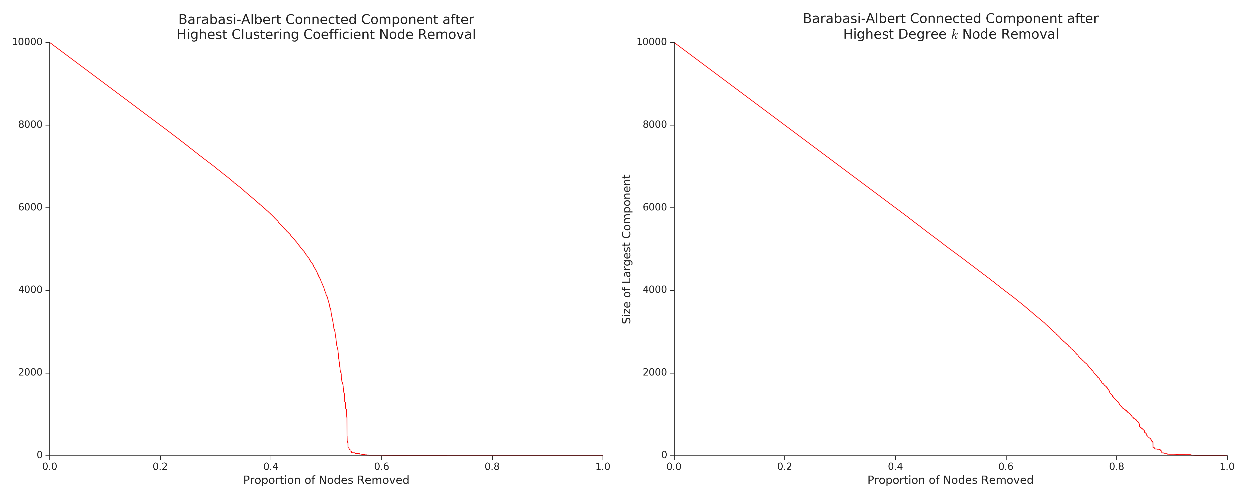 Barabasi-Albert Connected Component after
Highest Clustering Coefficient Node Removal
10000
8000
6000
4000
2000
0
0.0 0.2 0.4 0.6 0.8 1.0
Proportion of Nodes Removed
Barabasi-Albert Connected Component after
Highest Degree k Node Removal
Size of Largest Component
10000
8000
6000
4000
2000
0
0.0 0.2 0.4 0.6 0.8 1.0
Proportion of Nodes Removed